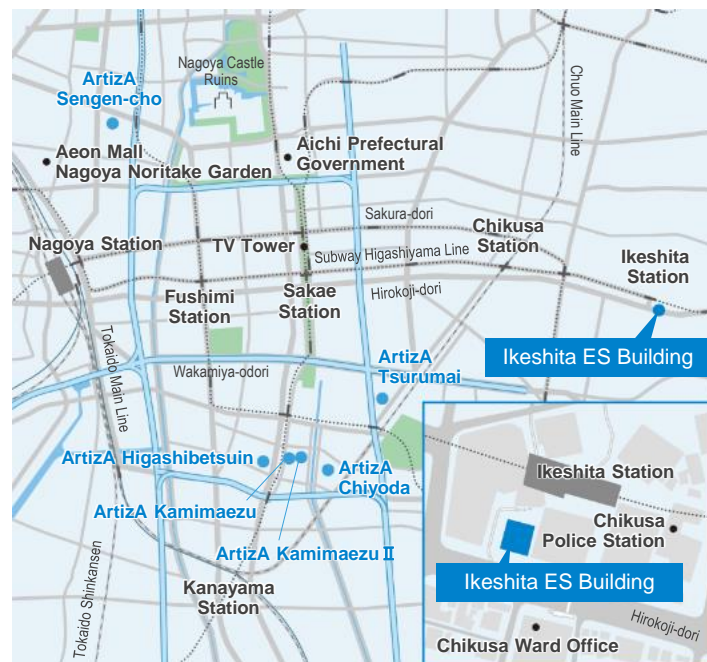 Nagoya Castle
Ruins
ArtizA
Sengen-cho
Chuo Main Line
Aeon Mall
Nagoya Noritake Garden
Aichi Prefectural
Government
Sakura-dori
Chikusa
Station
Nagoya Station
TV Tower
Subway Higashiyama Line
Ikeshita
Station
Fushimi
Station
Sakae
Station
Hirokoji-dori
Ikeshita ES Building
Tokaido Main Line
Wakamiya-odori
ArtizA
Tsurumai
ArtizA Higashibetsuin
ArtizA
Chiyoda
ArtizA Kamimaezu
ArtizA Kamimaezu Ⅱ
Kanayama
Station
Tokaido Shinkansen
Ikeshita Station
Chikusa
Police Station
Ikeshita ES Building
Hirokoji-dori
Chikusa Ward Office